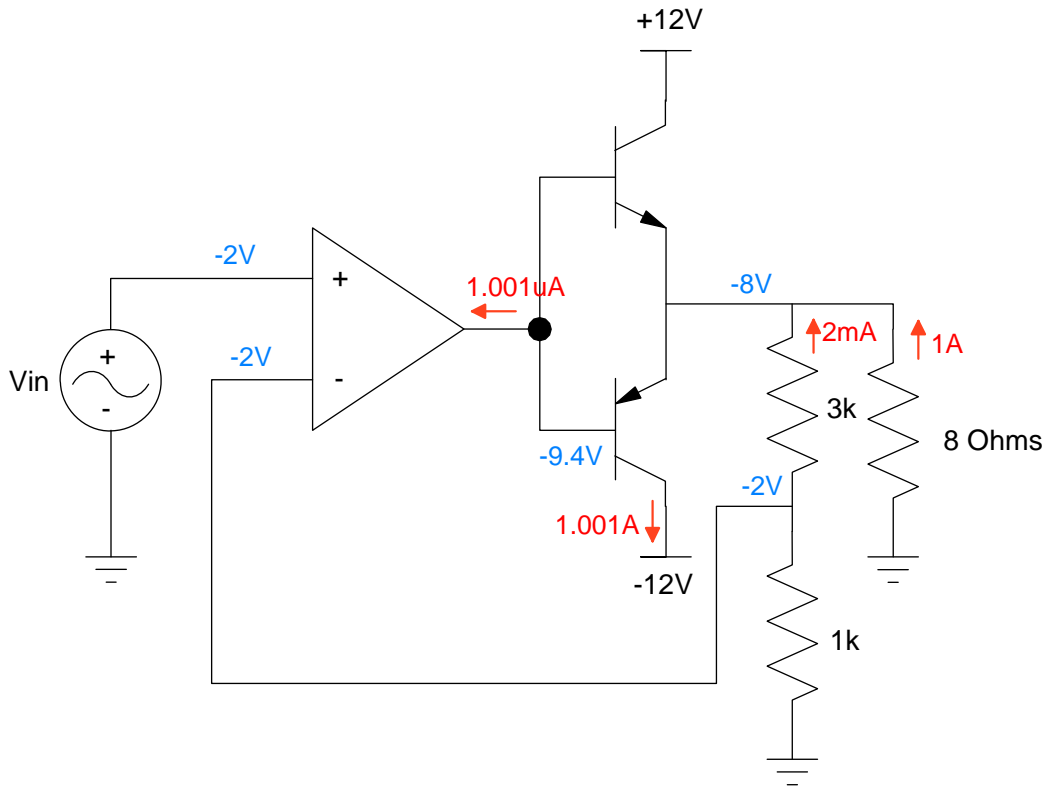 +12V
-2V
+
1.001uA
-8V
2mA
1A
Vin
+
-
-2V
-
3k
8 Ohms
-9.4V
-2V
1.001A
-12V
1k